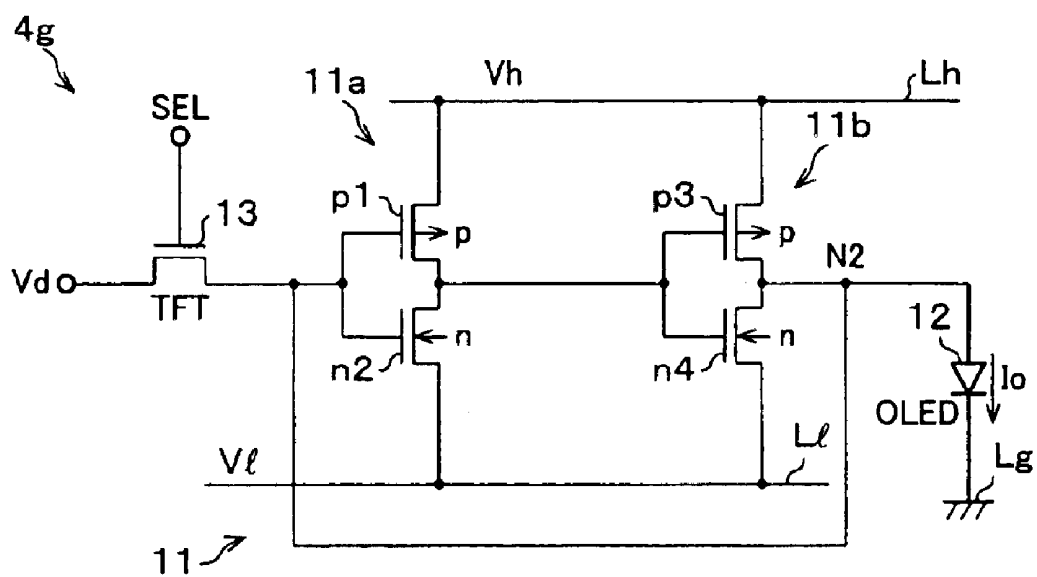 4g
SEL
11a
Vh
Lh
11b
13
p1
p
p3
p
Vd
TFT
N2
n2
n
n4
n
12
Io
OLED
Vℓ
Lℓ
Lg
11